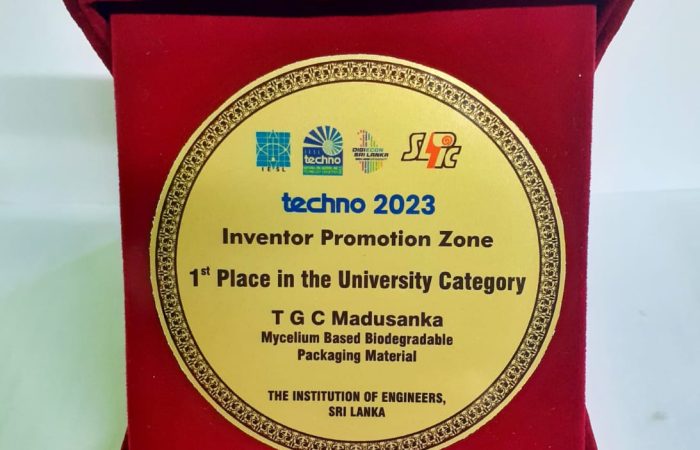 IESL
techno
DIGIECON
SRI LANKA
SLIC
techno 2023
Inventor Promotion Zone
1st Place in the University Category
T G C Madusanka
Mycelium Based Biodegradable
Packaging Material
THE INSTITUTION OF ENGINEERS,
SRI LANKA